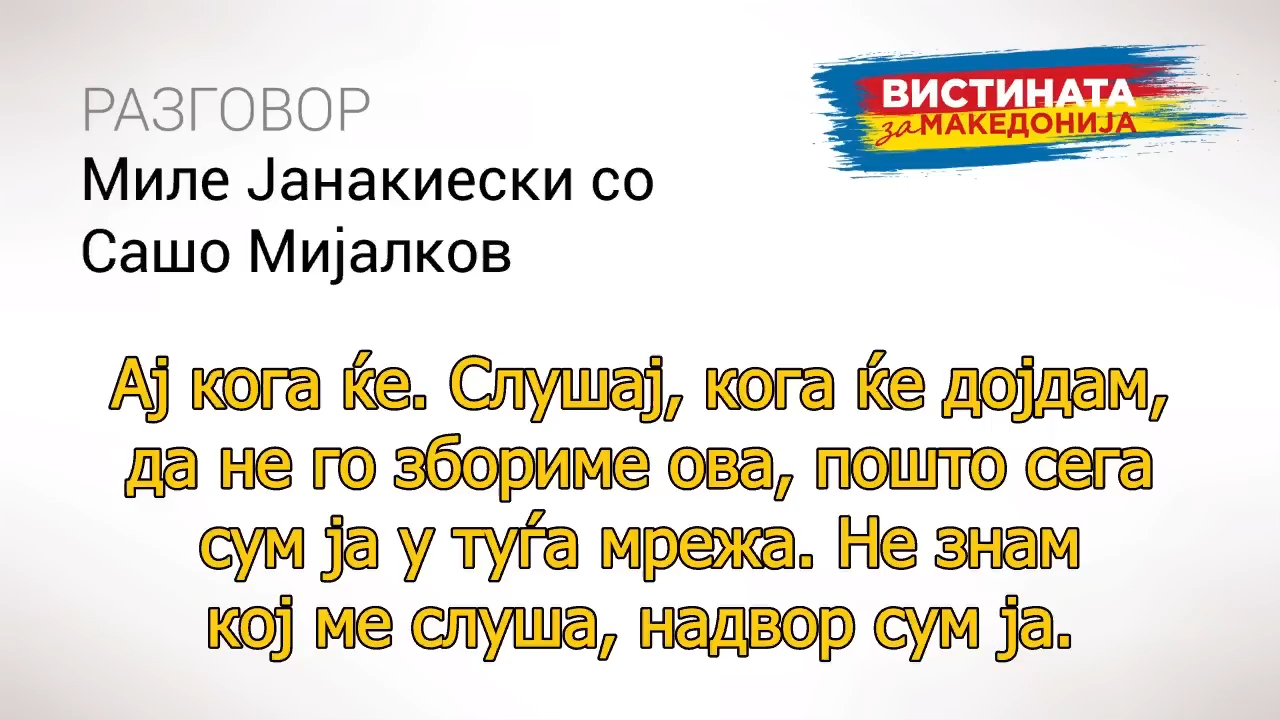 РАЗГОВОР
Миле Јанакиески со
Сашо Мијалков
ВИСТИНАТА
за МАКЕДОНИЈА
Ај кога ќе. Слушај, кога ќе дојдам,
да не го збориме ова, пошто сега
сум ја у туѓа мрежа. Не знам
кој ме слуша, надвор сум ја.